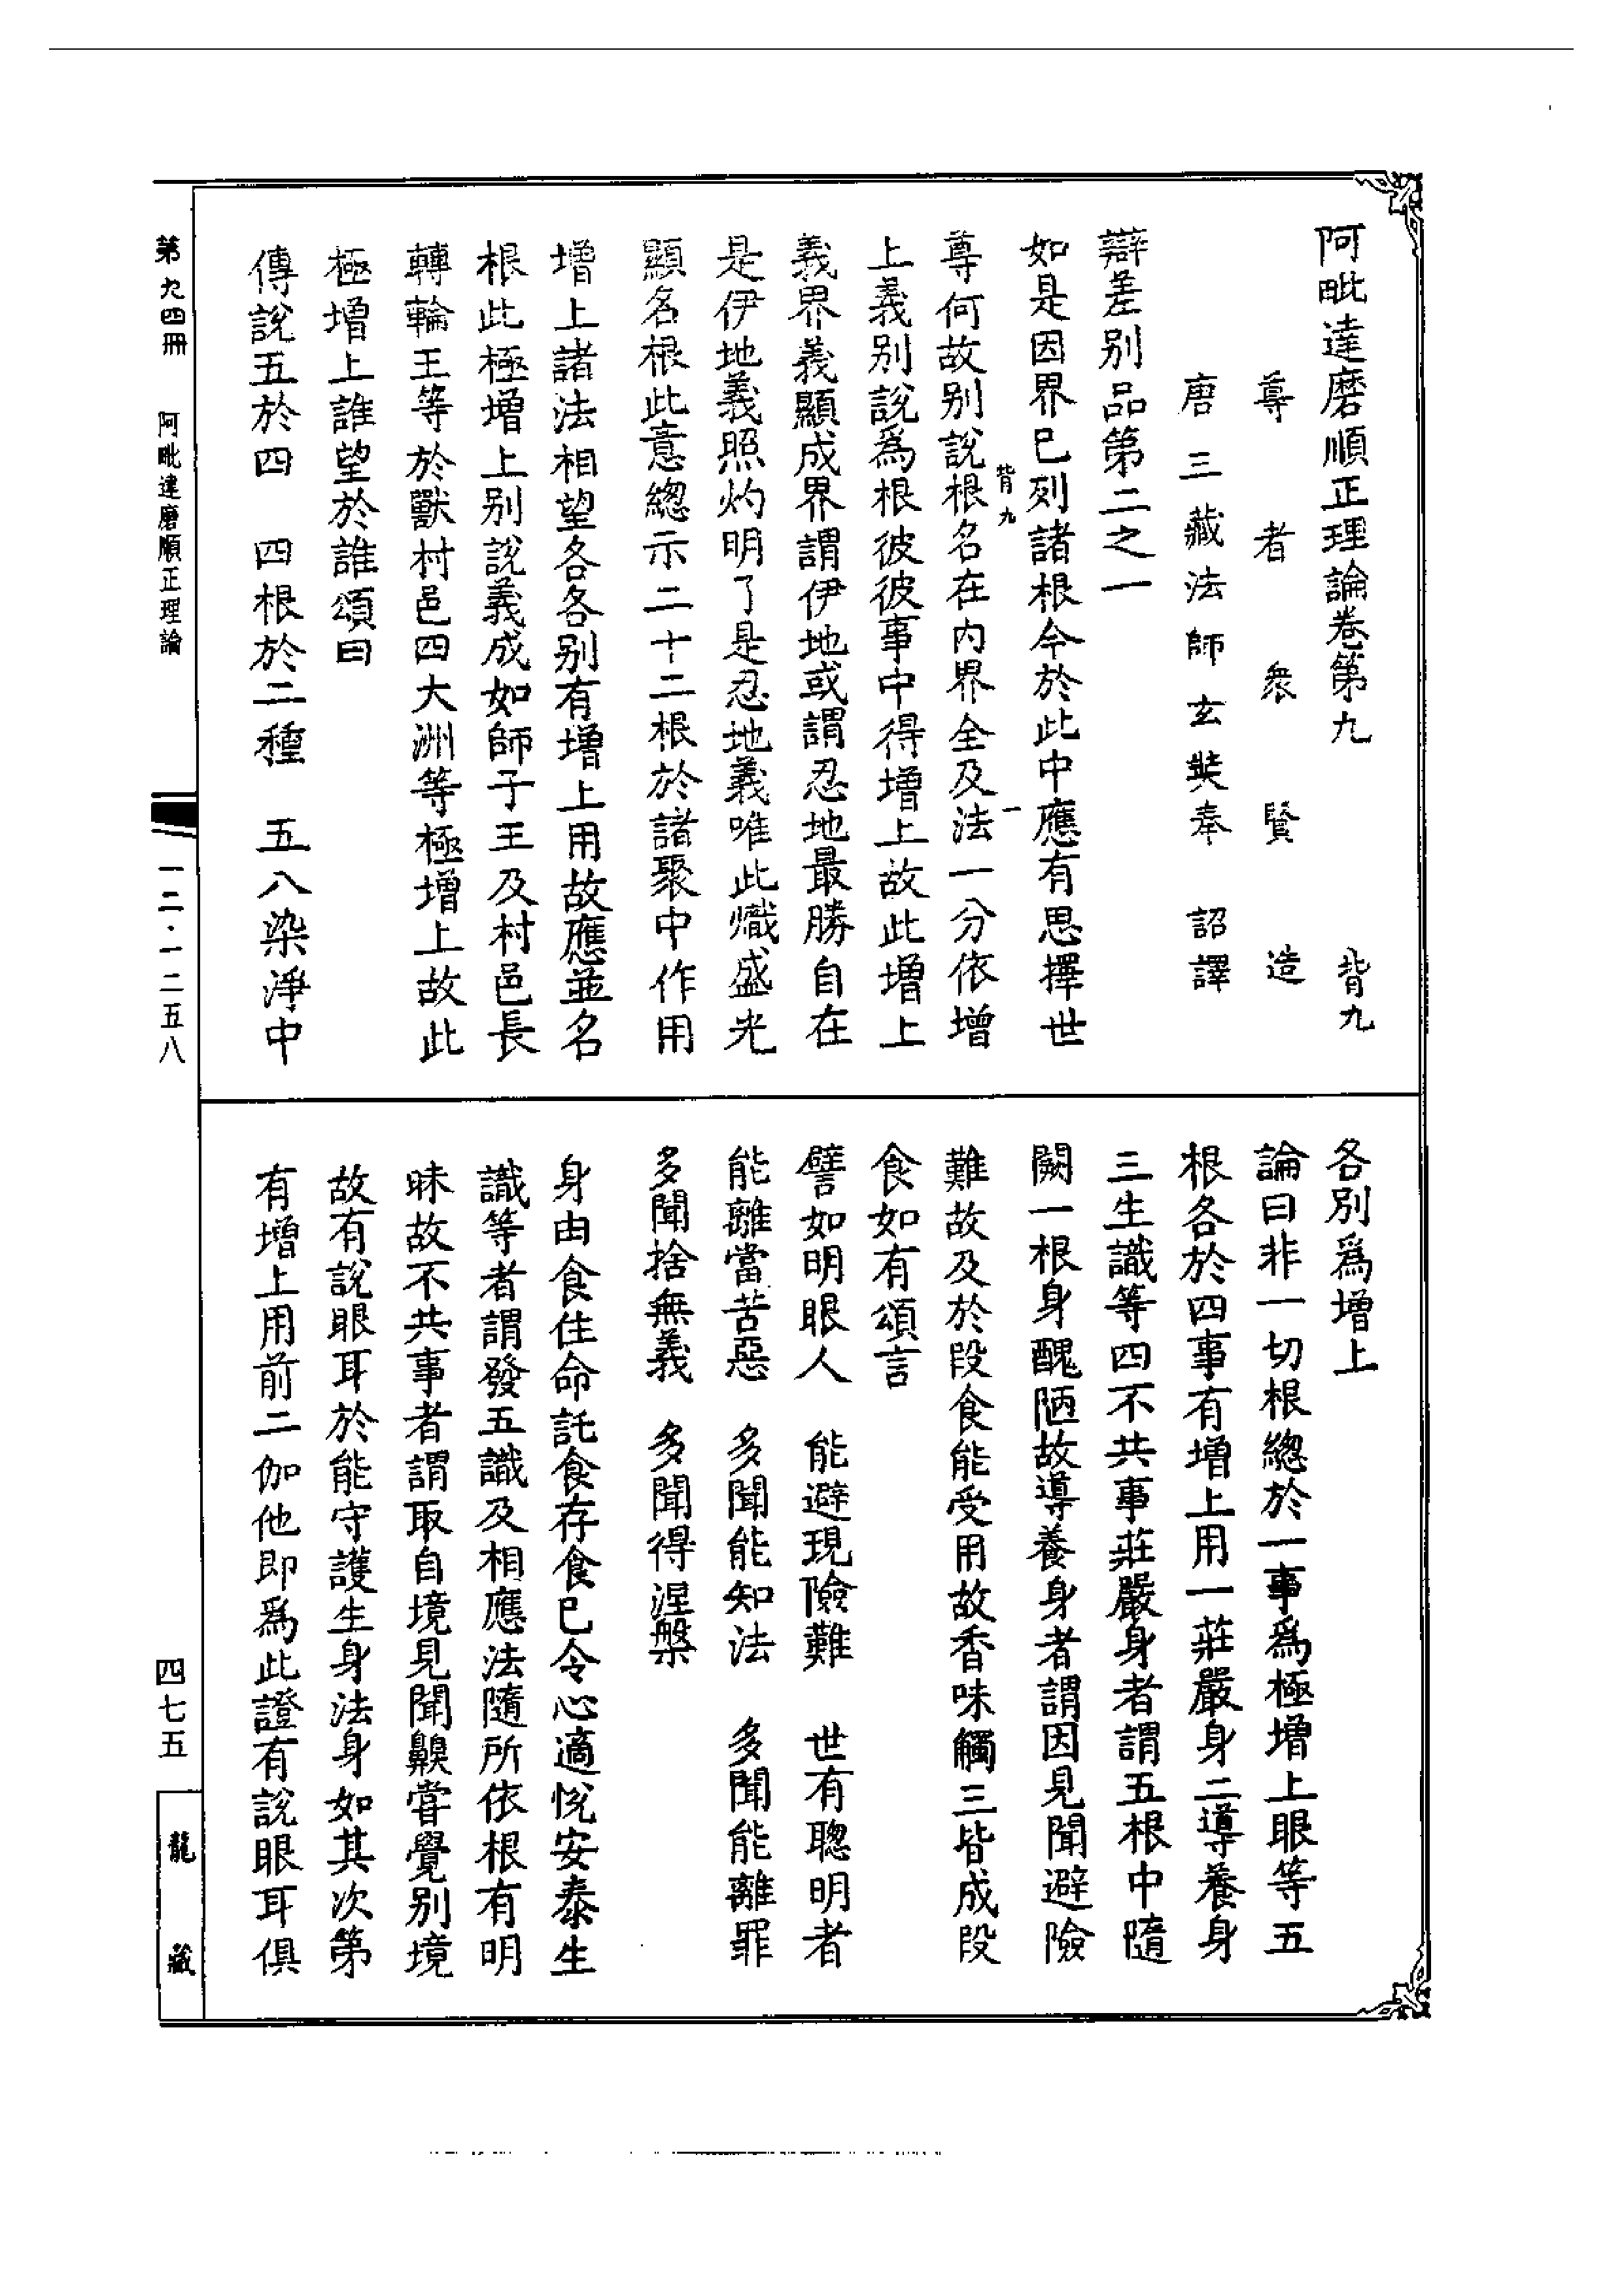 阿毗達磨順正理論卷第九 背九
尊者衆賢造
唐三藏法師玄奘奉詔譯
辯差別品第二之一
如是因界已列諸根今於此中應有思擇世
背九 一
尊何故别說根名在内界全及法一分依增
上義别說爲根彼彼事中得增上故此增上
義界義顯成界謂伊地或謂忍地最勝自在
是伊地義照灼明了是忍地義唯此熾盛光
顯名根此意總示二十二根於諸聚中作用
增上諸法相望各各别有增上用故應並名
根此極增上别說義成如師子王及村邑長
轉輪王等於獸村邑四大洲等極增上故此
極增上誰望於誰頌曰
傳說五於四 四根於二種 五八染淨中
各別爲增上
論曰非一切根總於一事爲極增上眼等五
根各於四事有增上用一莊嚴身二導養身
三生識等四不共事莊嚴身者謂五根中隨
闕一根身醜陋故導養身者謂因見聞避險
難故及於段食能受用故香味觸三皆成段
食如有頌言
譬如明眼人 能避現險難 世有聰明者
能離當苦惡 多聞能知法 多聞能離罪
多聞捨無義 多聞得涅槃
身由食住命託食存食已令心適悅安泰生
識等者謂發五識及相應法隨所依根有明
昧故不共事者謂取自境見聞齅甞覺别境
故有說眼耳於能守護生身法身如其次第
有增上用前二伽他即爲此證有說眼耳俱
第九四冊 阿毗達磨順正理論 一二·一二五八 四七五 龍藏